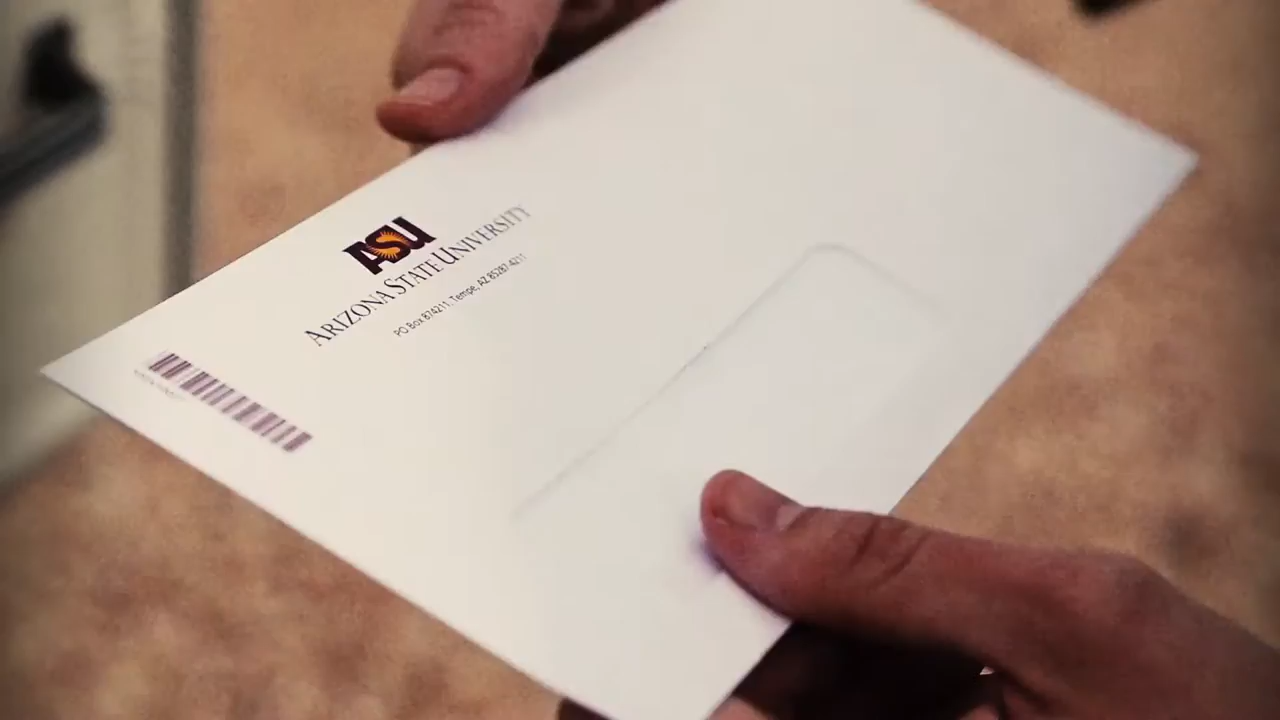 ASU
ARIZONA STATE UNIVERSITY
PO Box 874211, Tempe, AZ 85287-4211